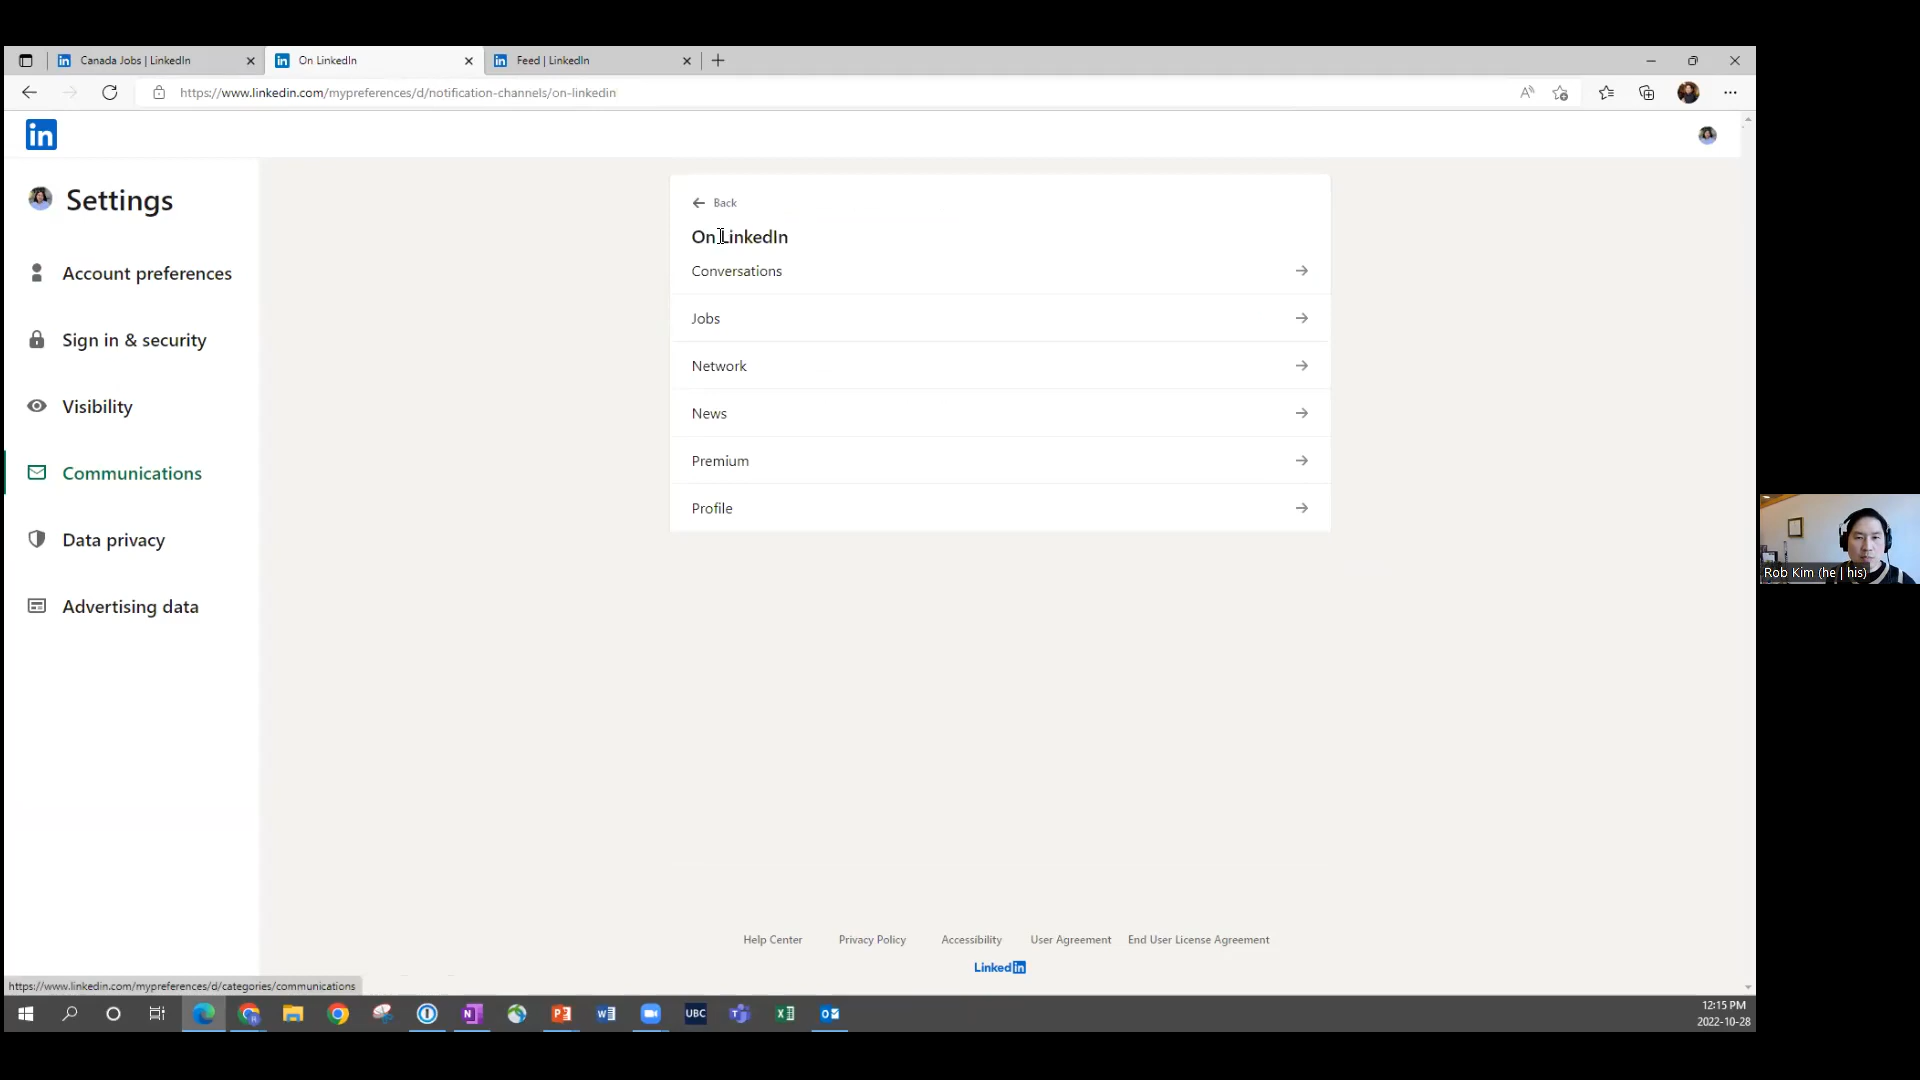 Canada Jobs | LinkedIn
On LinkedIn
Feed | LinkedIn
https://www.linkedin.com/mypreferences/d/notification-channels/on-linkedin
in
Settings
Account preferences
Sign in & security
Visibility
Communications
Data privacy
Advertising data
Back
On LinkedIn
Conversations
Jobs
Network
News
Premium
Profile
Rob Kim (he | his)
Help Center Privacy Policy Accessibility User Agreement End User License Agreement
Linked in
https://www.linkedin.com/mypreferences/d/categories/communications
UBC
12:15 PM
2022-10-28